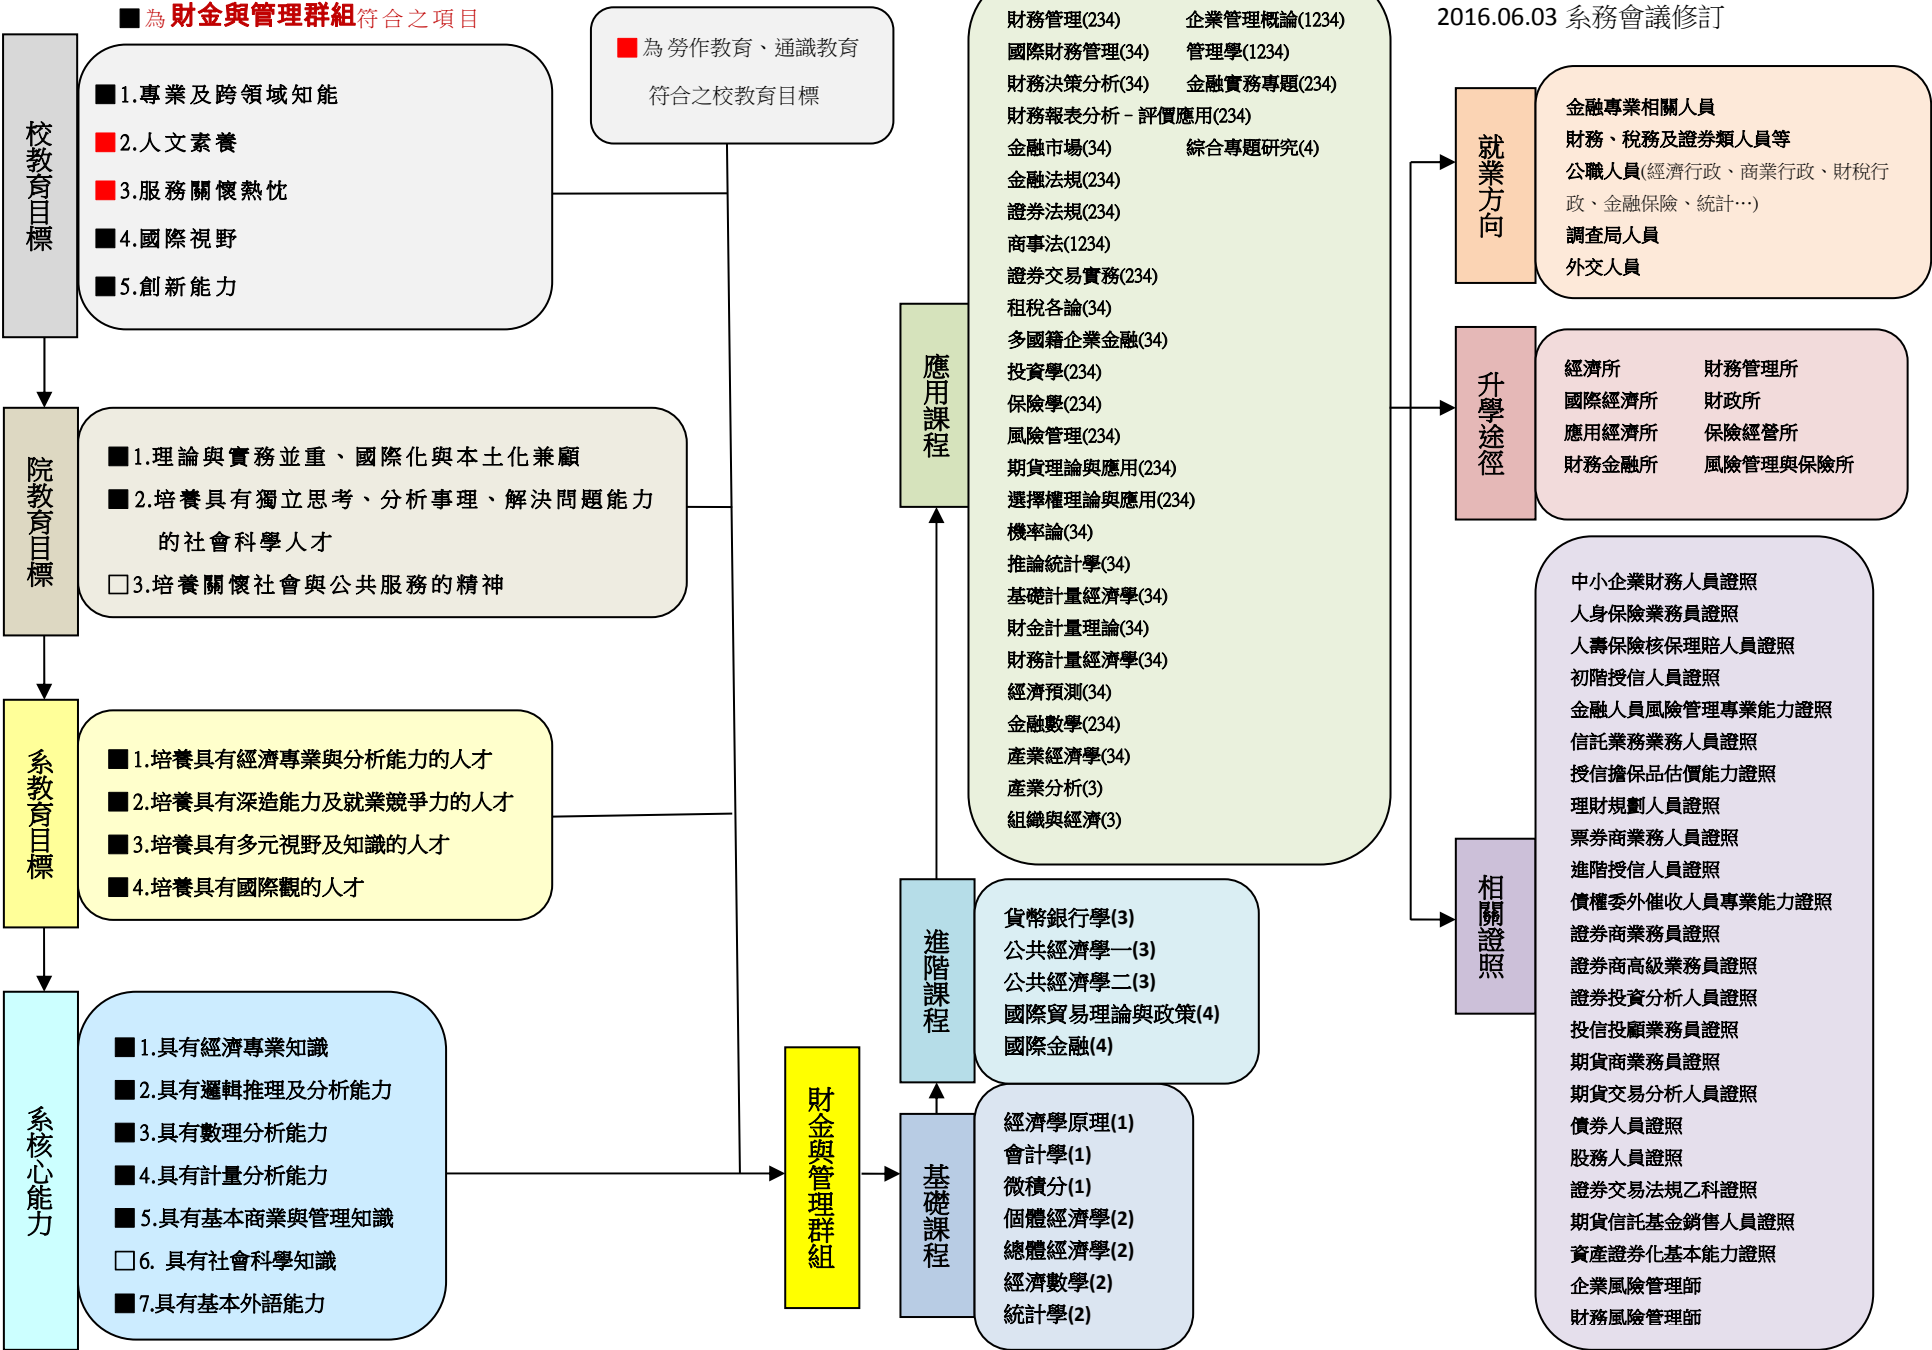 ■為財金與管理群組符合之項目
校教育目標
■1.專業及跨領域知能
■2.人文素養
■3.服務關懷熱忱
■4.國際視野
■5.創新能力
■為 勞作教育、通識教育
符合之校教育目標
院教育目標
■1.理論與實務並重、國際化與本土化兼顧
■2.培養具有獨立思考、分析事理、解決問題能力
的社會科學人才
□3.培養關懷社會與公共服務的精神
系教育目標
■1.培養具有經濟專業與分析能力的人才
■2.培養具有深造能力及就業競爭力的人才
■3.培養具有多元視野及知識的人才
■4.培養具有國際觀的人才
系核心能力
■1.具有經濟專業知識
■2.具有邏輯推理及分析能力
■3.具有數理分析能力
■4.具有計量分析能力
■5.具有基本商業與管理知識
□6. 具有社會科學知識
■7.具有基本外語能力
財金與管理群組
基礎課程
經濟學原理(1)
會計學(1)
微積分(1)
個體經濟學(2)
總體經濟學(2)
經濟數學(2)
統計學(2)
進階課程
貨幣銀行學(3)
公共經濟學一(3)
公共經濟學二(3)
國際貿易理論與政策(4)
國際金融(4)
應用課程
財務管理(234) 企業管理概論(1234)
國際財務管理(34) 管理學(1234)
財務決策分析(34) 金融實務專題(234)
財務報表分析－評價應用(234)
金融市場(34) 綜合專題研究(4)
金融法規(234)
證券法規(234)
商事法(1234)
證券交易實務(234)
租稅各論(34)
多國籍企業金融(34)
投資學(234)
保險學(234)
風險管理(234)
期貨理論與應用(234)
選擇權理論與應用(234)
機率論(34)
推論統計學(34)
基礎計量經濟學(34)
財金計量理論(34)
財務計量經濟學(34)
經濟預測(34)
金融數學(234)
產業經濟學(34)
產業分析(3)
組織與經濟(3)
2016.06.03 系務會議修訂
就業方向
金融專業相關人員
財務、稅務及證券類人員等
公職人員(經濟行政、商業行政、財稅行
政、金融保險、統計…)
調查局人員
外交人員
升學途徑
經濟所 財務管理所
國際經濟所 財政所
應用經濟所 保險經營所
財務金融所 風險管理與保險所
相關證照
中小企業財務人員證照
人身保險業務員證照
人壽保險核保理賠人員證照
初階授信人員證照
金融人員風險管理專業能力證照
信託業務業務人員證照
授信擔保品估價能力證照
理財規劃人員證照
票券商業務人員證照
進階授信人員證照
債權委外催收人員專業能力證照
證券商業務員證照
證券商高級業務員證照
證券投資分析人員證照
投信投顧業務員證照
期貨商業務員證照
期貨交易分析人員證照
債券人員證照
股務人員證照
證券交易法規乙科證照
期貨信託基金銷售人員證照
資產證券化基本能力證照
企業風險管理師
財務風險管理師